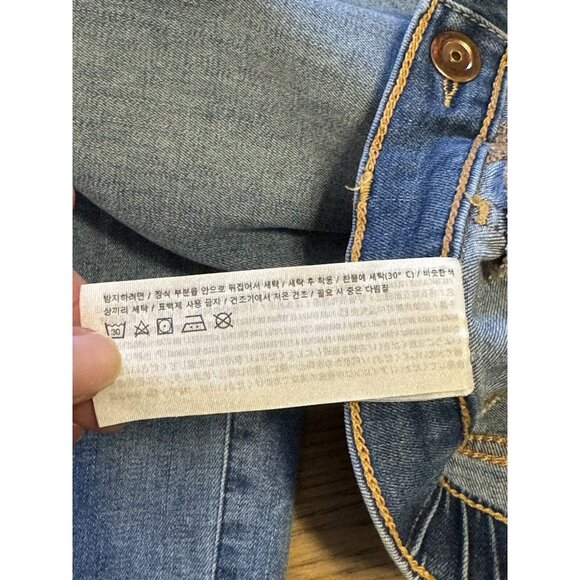 방지하려면 / 장식 부분을 안으로 뒤집어서 세탁 / 세탁 후 착용 / 찬물에 세탁(30° C) / 비슷한 색
상끼리 세탁 / 표백제 사용 금지 / 건조기에서 저온 건조 / 필요 시 중온 다림질
30